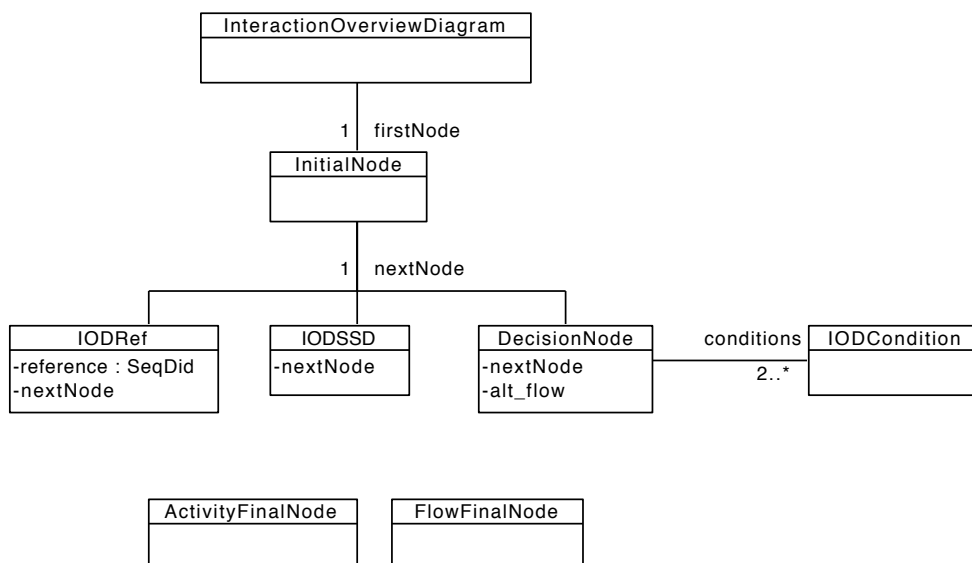 InteractionOverviewDiagram
1 firstNode
InitialNode
1 nextNode
IODRef
-reference : SeqDid
-nextNode
IODSSD
-nextNode
DecisionNode
-nextNode
-alt_flow
conditions
2..*
IODCondition
ActivityFinalNode
FlowFinalNode